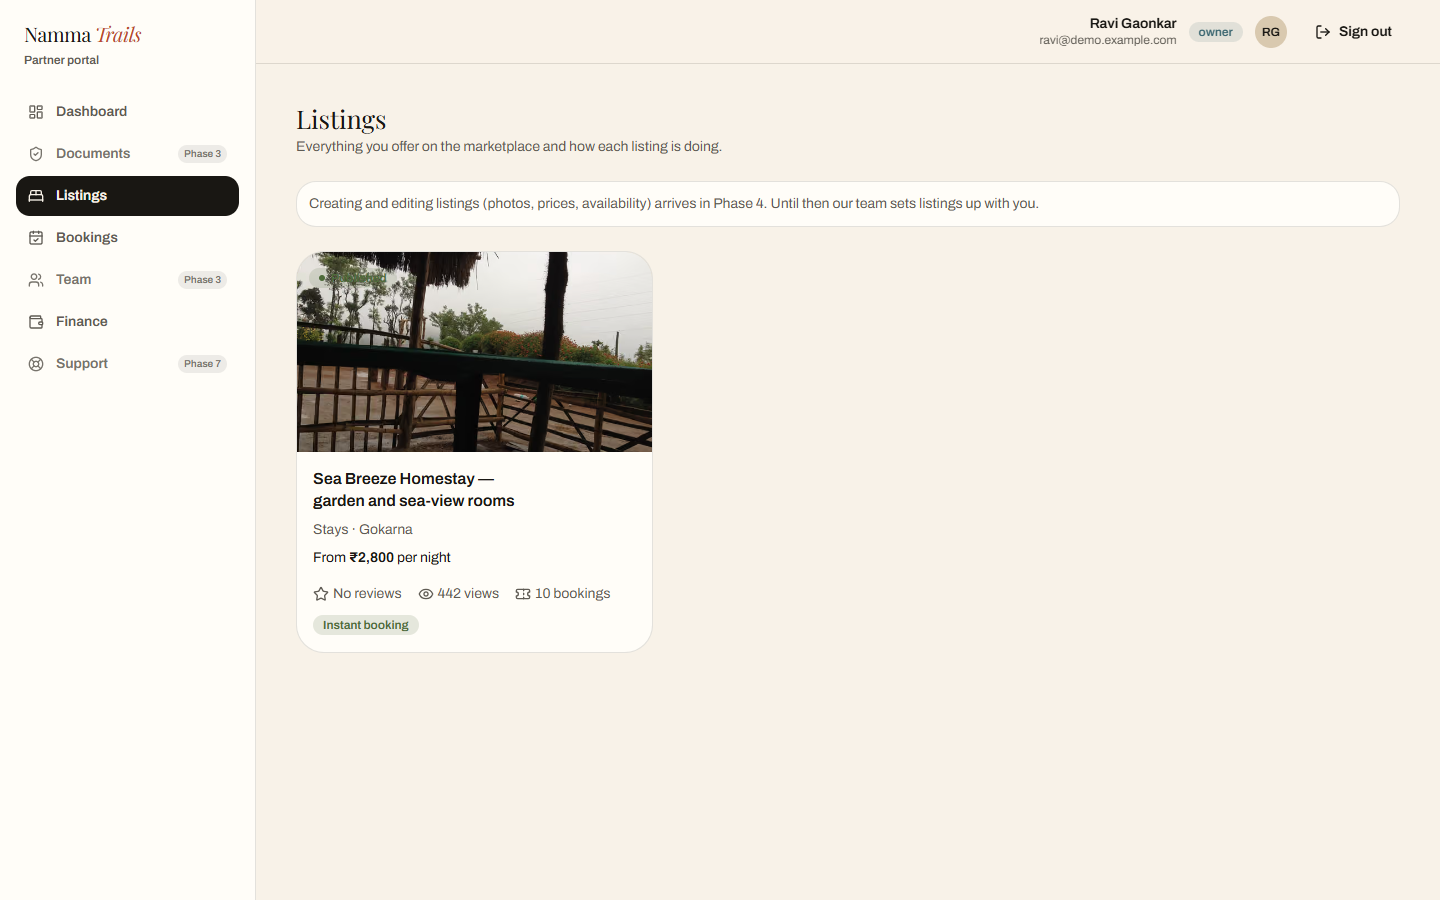 Namma Trails
Partner portal
Dashboard
Documents Phase 3
Listings
Bookings
Team Phase 3
Finance
Support Phase 7
Ravi Gaonkar
ravi@demo.example.com
owner
RG
Sign out
Listings
Everything you offer on the marketplace and how each listing is doing.
Creating and editing listings (photos, prices, availability) arrives in Phase 4. Until then our team sets listings up with you.
Sea Breeze Homestay —
garden and sea-view rooms
Stays · Gokarna
From ₹2,800 per night
No reviews 442 views 10 bookings
Instant booking